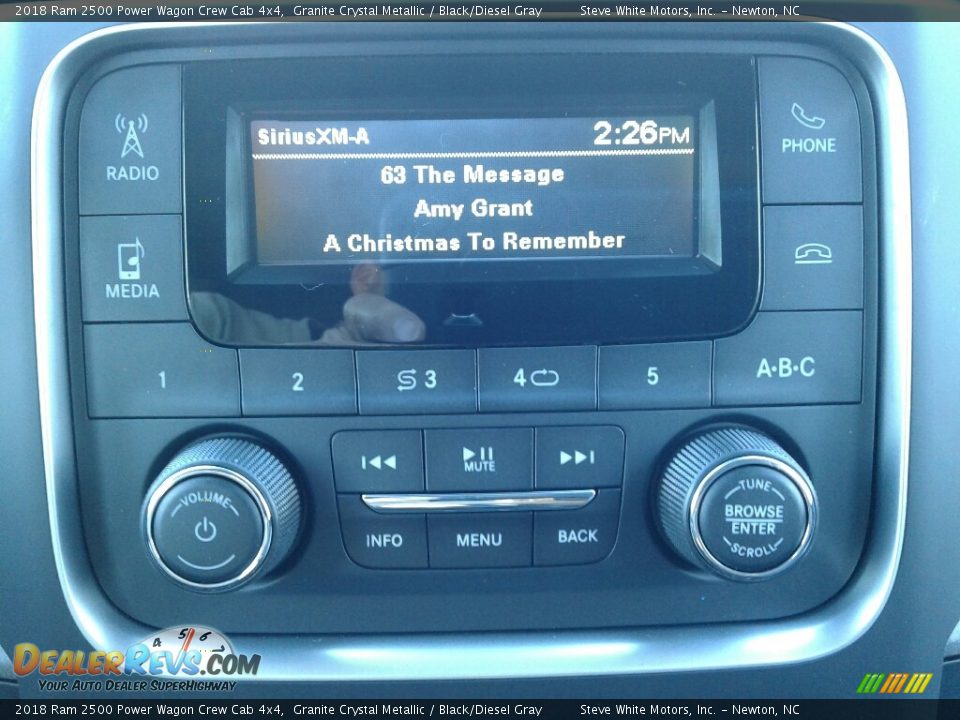 2018 Ram 2500 Power Wagon Crew Cab 4x4, Granite Crystal Metallic / Black/Diesel Gray Steve White Motors, Inc. – Newton, NC
SiriusXM-A 2:26PM
63 The Message
Amy Grant
A Christmas To Remember
RADIO
MEDIA
PHONE
1 2 3 4 5 A·B·C
VOLUME
MUTE
INFO MENU BACK
TUNE
BROWSE
ENTER
SCROLL
4 5 6
DEALERREVS.COM
YOUR AUTO DEALER SUPERHIGHWAY
2018 Ram 2500 Power Wagon Crew Cab 4x4, Granite Crystal Metallic / Black/Diesel Gray Steve White Motors, Inc. – Newton, NC